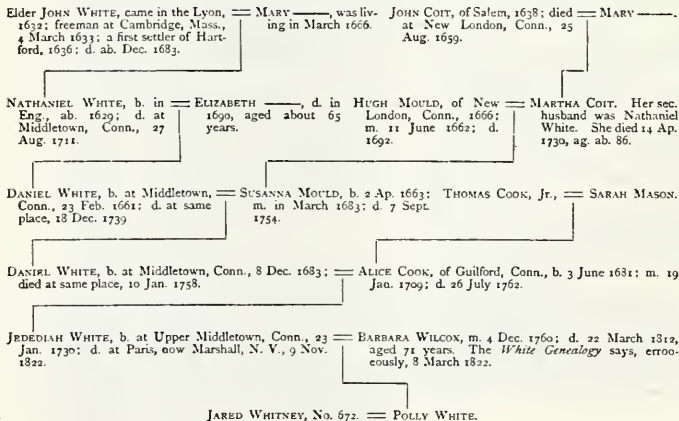 Elder JOHN WHITE, came in the Lyon, = MARY ——, was liv-
1632; freeman at Cambridge, Mass., ing in March 1666.
4 March 1633; a first settler of Hart-
ford, 1636; d. ab. Dec. 1683.
JOHN COIT, of Salem, 1638; died = MARY ——.
at New London, Conn., 25
Aug. 1659.
NATHANIEL WHITE, b. in = ELIZABETH ——, d. in
Eng., ab. 1629; d. at 1690, aged about 65
Middletown, Conn., 27 years.
Aug. 1711.
HUGH MOULD, of New = MARTHA COIT. Her sec.
London, Conn., 1666; husband was Nathaniel
m. 11 June 1662; d. White. She died 14 Ap.
1692. 1730, ag. ab. 86.
DANIEL WHITE, b. at Middletown, = SUSANNA MOULD, b. 2 Ap. 1663;
Conn., 23 Feb. 1661; d. at same m. in March 1683; d. 7 Sept.
place, 18 Dec. 1739 1754.
THOMAS COOK, Jr., = SARAH MASON.
DANIEL WHITE, b. at Middletown, Conn., 8 Dec. 1683; = ALICE COOK, of Guilford, Conn., b. 3 June 1681; m. 19
died at same place, 10 Jan. 1758. Jan. 1709; d. 26 July 1762.
JEDEDIAH WHITE, b. at Upper Middletown, Conn., 23 = BARBARA WILCOX, m. 4 Dec. 1760; d. 22 March 1812,
Jan. 1730; d. at Paris, now Marshall, N. Y., 9 Nov. aged 71 years. The White Genealogy says, erro-
1822. eously, 8 March 1822.
JARED WHITNEY, No. 672. = POLLY WHITE.